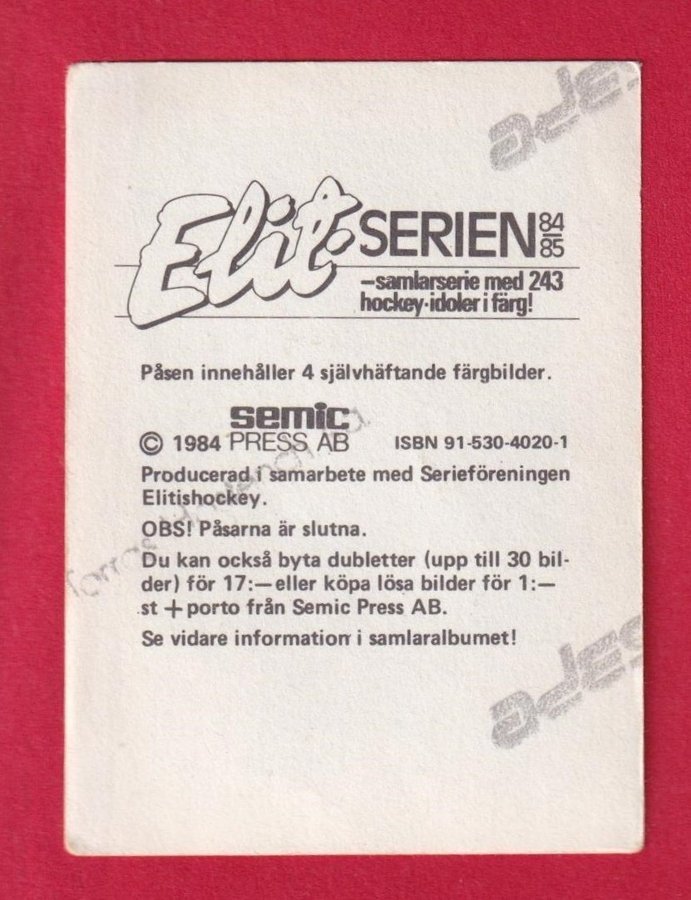 Elit-SERIEN 84/85
–samlarserie med 243
hockey-idoler i färg!
Påsen innehåller 4 självhäftande färgbilder.
© 1984 semic PRESS AB ISBN 91-530-4020-1
Producerad i samarbete med Serieföreningen
Elitishockey.
OBS! Påsarna är slutna.
Du kan också byta dubletter (upp till 30 bil-
der) för 17:– eller köpa lösa bilder för 1:–
st + porto från Semic Press AB.
Se vidare information i samlaralbumet!